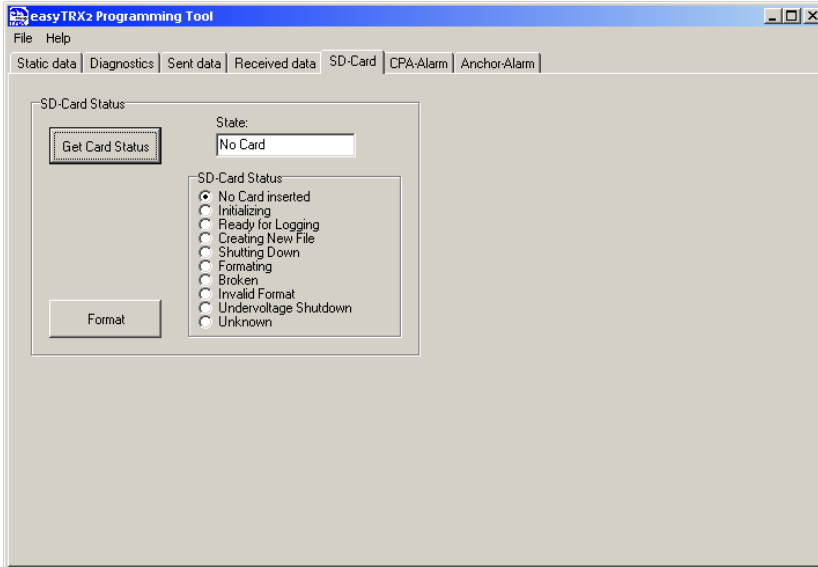 easyTRX2 Programming Tool
File Help
Static data Diagnostics Sent data Received data SD-Card CPA-Alarm Anchor-Alarm
SD-Card Status
State:
Get Card Status
No Card
SD-Card Status
No Card inserted
Initializing
Ready for Logging
Creating New File
Shutting Down
Formating
Broken
Invalid Format
Undervoltage Shutdown
Unknown
Format